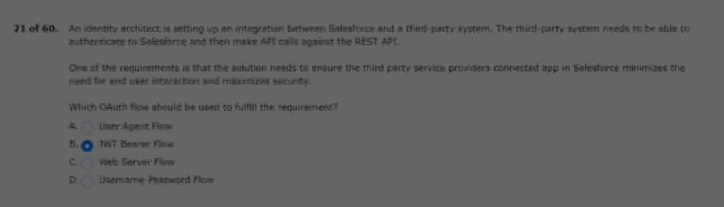 21 of 60. An identity architect is setting up an integration between Salesforce and a third-party system. The third-party system needs to be able to
authenticate to Salesforce and then make API calls against the REST API.
One of the requirements is that the solution needs to ensure the third party service providers connected app in Salesforce minimizes the
need for end user interaction and maximizes security.
Which OAuth flow should be used to fulfill the requirement?
A. User Agent Flow
B. JWT Bearer Flow
C. Web Server Flow
D. Username-Password Flow